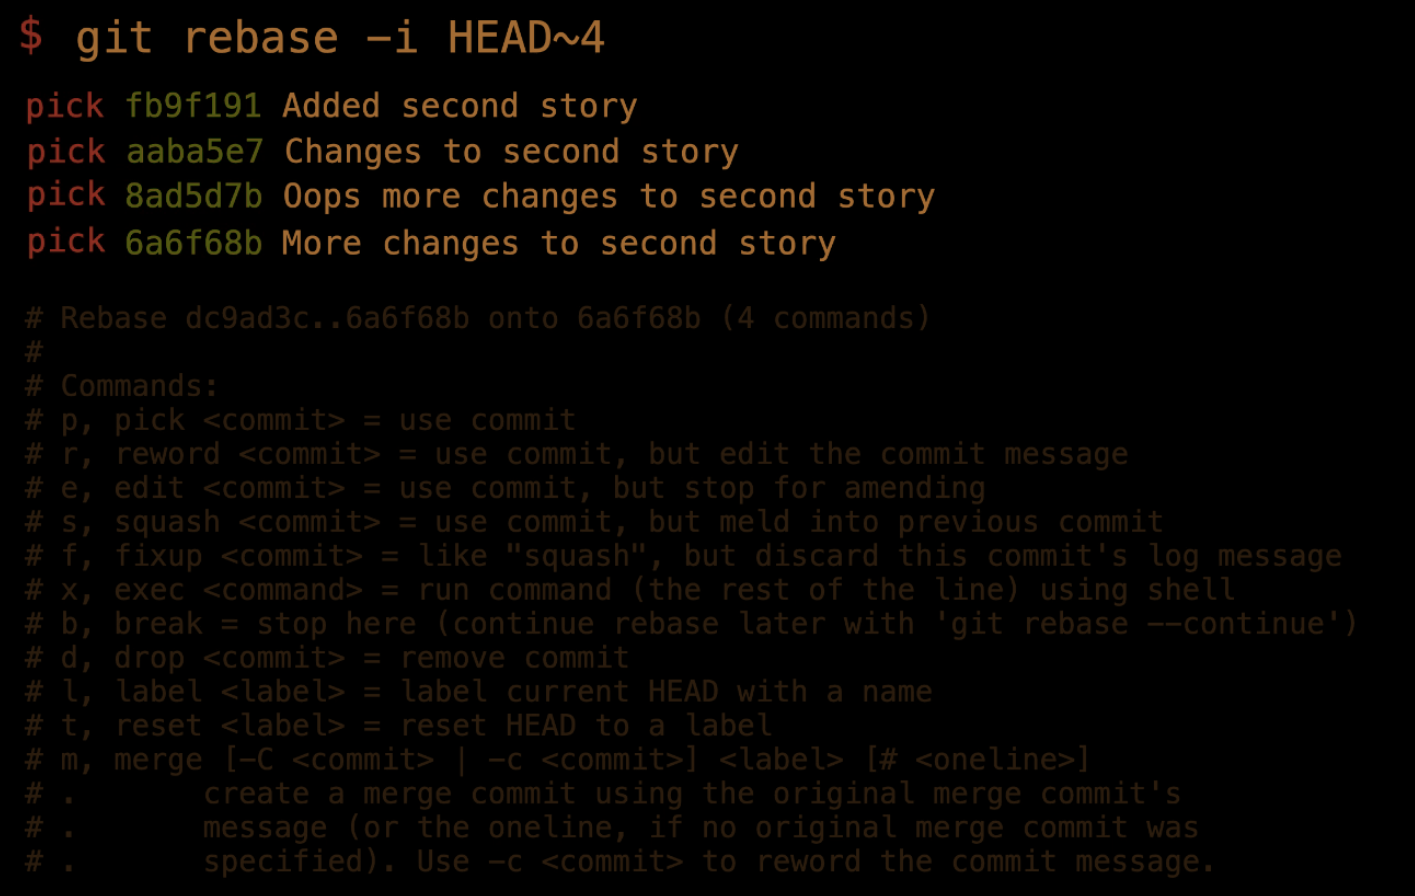 $ git rebase -i HEAD~4
pick fb9f191 Added second story
pick aaba5e7 Changes to second story
pick 8ad5d7b Oops more changes to second story
pick 6a6f68b More changes to second story
# Rebase dc9ad3c..6a6f68b onto 6a6f68b (4 commands)
#
# Commands:
# p, pick <commit> = use commit
# r, reword <commit> = use commit, but edit the commit message
# e, edit <commit> = use commit, but stop for amending
# s, squash <commit> = use commit, but meld into previous commit
# f, fixup <commit> = like "squash", but discard this commit's log message
# x, exec <command> = run command (the rest of the line) using shell
# b, break = stop here (continue rebase later with 'git rebase --continue')
# d, drop <commit> = remove commit
# l, label <label> = label current HEAD with a name
# t, reset <label> = reset HEAD to a label
# m, merge [-C <commit> | -c <commit>] <label> [# <oneline>]
# .       create a merge commit using the original merge commit's
# .       message (or the oneline, if no original merge commit was
# .       specified). Use -c <commit> to reword the commit message.